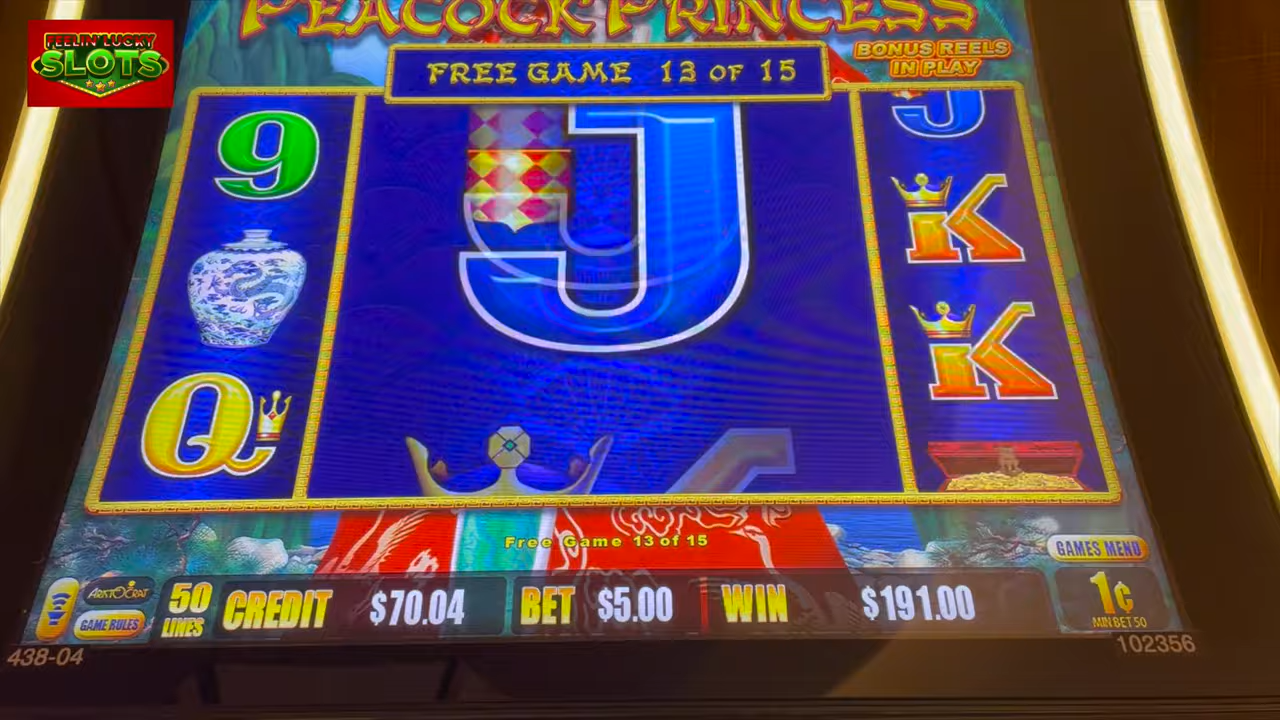 FEELIN' LUCKY
SLOTS
PEACOCK PRINCESS
BONUS REELS
IN PLAY
FREE GAME 13 OF 15
9
J
J
K
K
Q
Free Game 13 of 15
GAMES MENU
ARISTOCRAT
GAME RULES
50
LINES
CREDIT $70.04
BET $5.00
WIN $191.00
1¢
MIN BET 50
438-04
102356